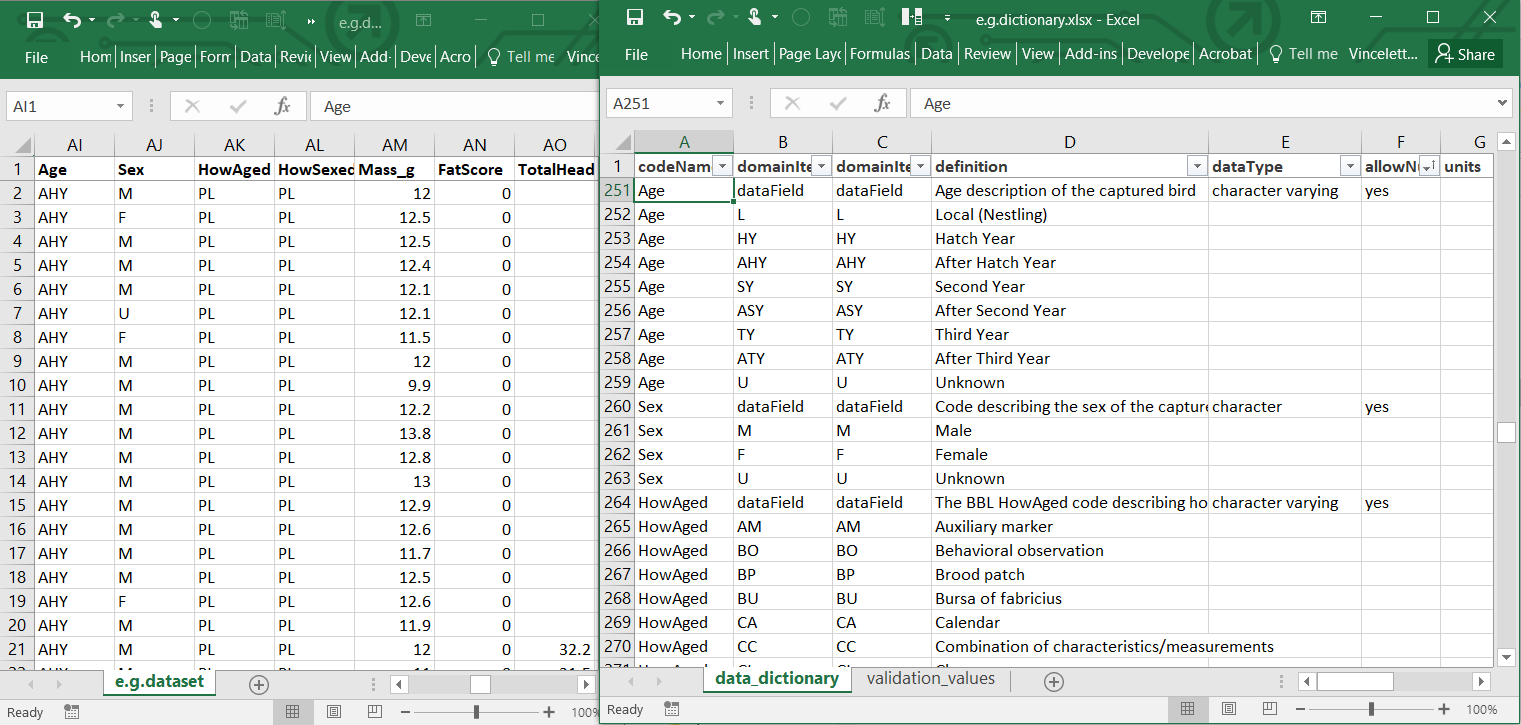 e.g.d...
File Hom Inser Page Form Data Revie View Add- Deve Acro Tell me Vince
AI1 fx Age
AI AJ AK AL AM AN AO
1 Age Sex HowAged HowSexed Mass_g FatScore TotalHead
2 AHY M PL PL 12 0
3 AHY F PL PL 12.5 0
4 AHY M PL PL 12.5 0
5 AHY M PL PL 12.4 0
6 AHY M PL PL 12.1 0
7 AHY U PL PL 12.1 0
8 AHY F PL PL 11.5 0
9 AHY M PL PL 12 0
10 AHY M PL PL 9.9 0
11 AHY M PL PL 12.2 0
12 AHY M PL PL 13.8 0
13 AHY M PL PL 12.8 0
14 AHY M PL PL 13 0
15 AHY M PL PL 12.9 0
16 AHY M PL PL 12.6 0
17 AHY M PL PL 11.7 0
18 AHY M PL PL 12.5 0
19 AHY F PL PL 12.6 0
20 AHY M PL PL 11.9 0
21 AHY M PL PL 12 0 32.2
e.g.dataset
Ready 100%
e.g.dictionary.xlsx - Excel
File Home Insert Page Layc Formulas Data Review View Add-ins Develope Acrobat Tell me Vincelett... Share
A251 fx Age
A B C D E F G
1 codeNam domainIte domainIte definition dataType allowNu units
251 Age dataField dataField Age description of the captured bird character varying yes
252 Age L L Local (Nestling)
253 Age HY HY Hatch Year
254 Age AHY AHY After Hatch Year
255 Age SY SY Second Year
256 Age ASY ASY After Second Year
257 Age TY TY Third Year
258 Age ATY ATY After Third Year
259 Age U U Unknown
260 Sex dataField dataField Code describing the sex of the capture character yes
261 Sex M M Male
262 Sex F F Female
263 Sex U U Unknown
264 HowAged dataField dataField The BBL HowAged code describing ho character varying yes
265 HowAged AM AM Auxiliary marker
266 HowAged BO BO Behavioral observation
267 HowAged BP BP Brood patch
268 HowAged BU BU Bursa of fabricius
269 HowAged CA CA Calendar
270 HowAged CC CC Combination of characteristics/measurements
data_dictionary validation_values
Ready 100%